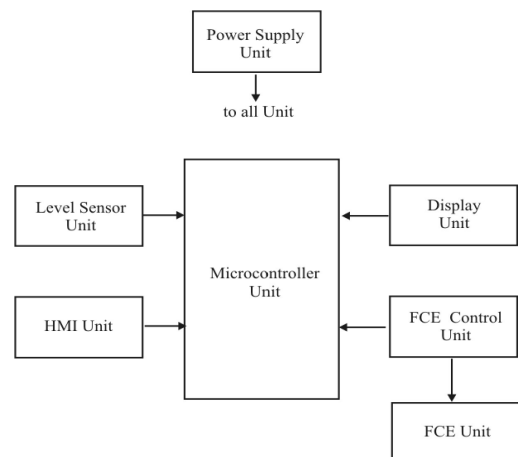 Power Supply
Unit
to all Unit
Level Sensor
Unit
Microcontroller
Unit
Display
Unit
HMI Unit
FCE Control
Unit
FCE Unit